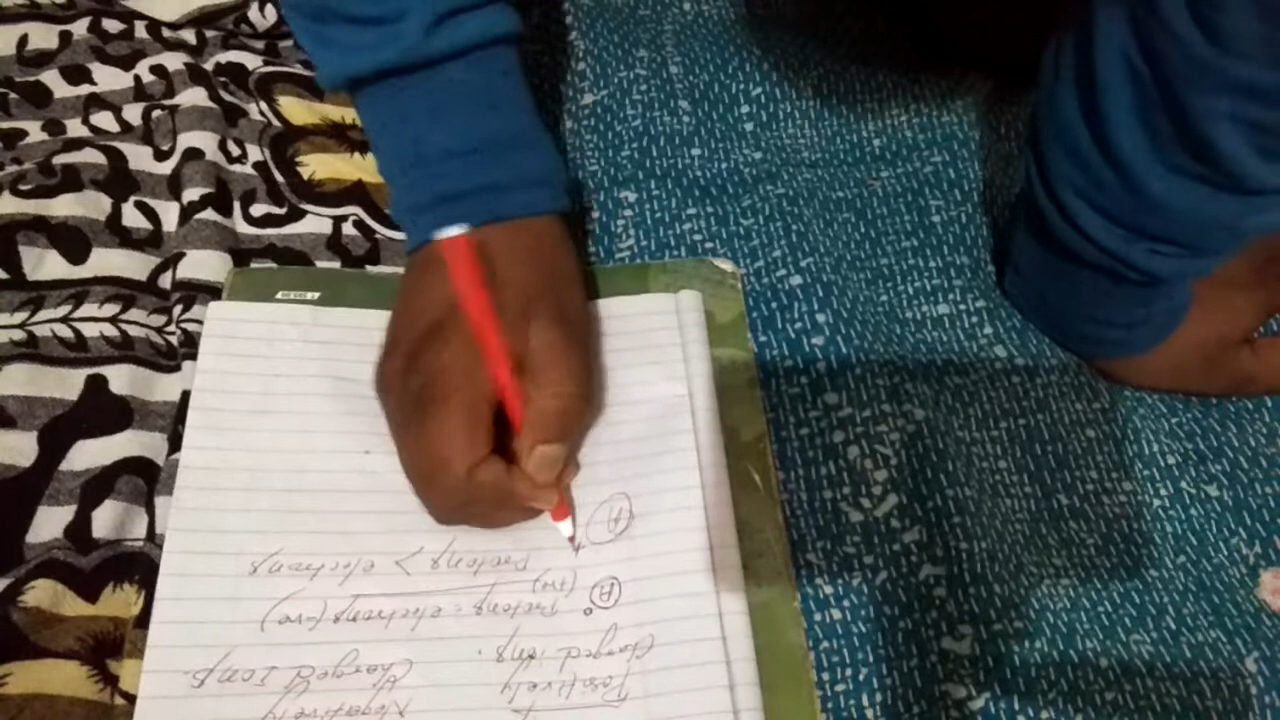 Positively Negatively
Charged ions. Charged Ions.
(A)° Protons = electrons (-ve)
(+ve)
(A)+ Protons > electrons